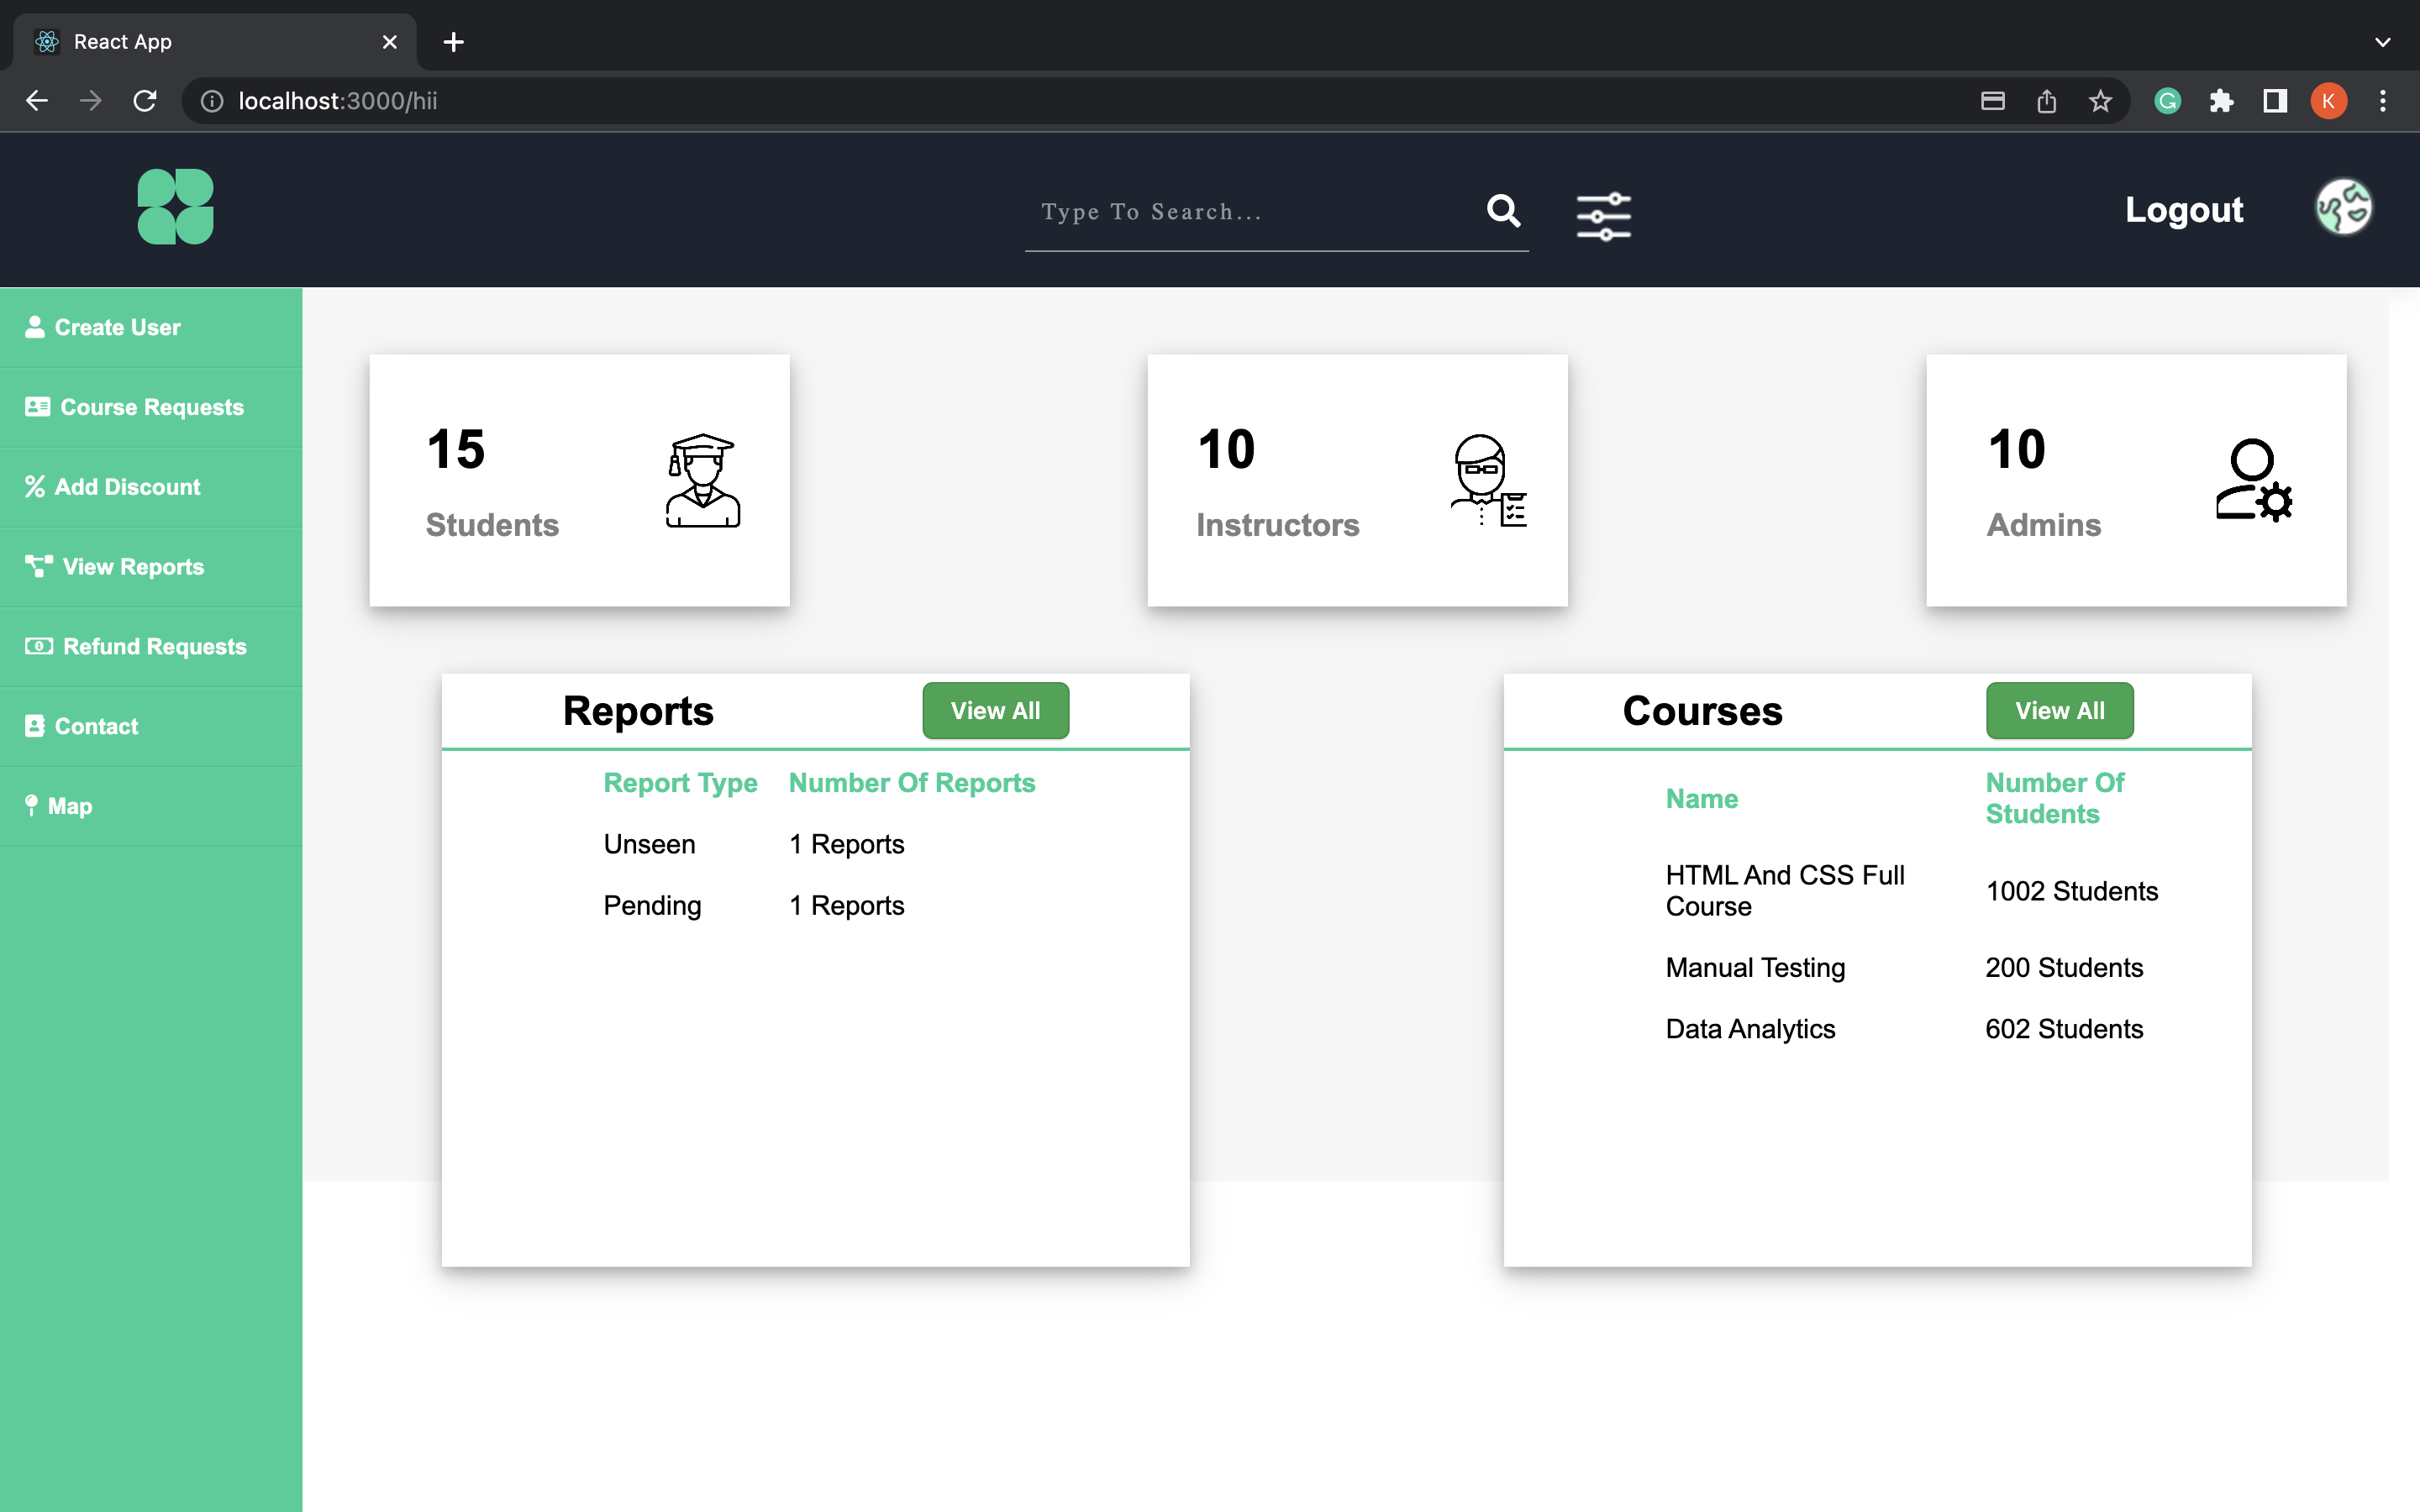 React App
localhost:3000/hii
K
Type To Search...
Logout
Create User
Course Requests
Add Discount
View Reports
Refund Requests
Contact
Map
15
Students
10
Instructors
10
Admins
Reports
View All
Report Type
Number Of Reports
Unseen
1 Reports
Pending
1 Reports
Courses
View All
Name
Number Of
Students
HTML And CSS Full
Course
1002 Students
Manual Testing
200 Students
Data Analytics
602 Students